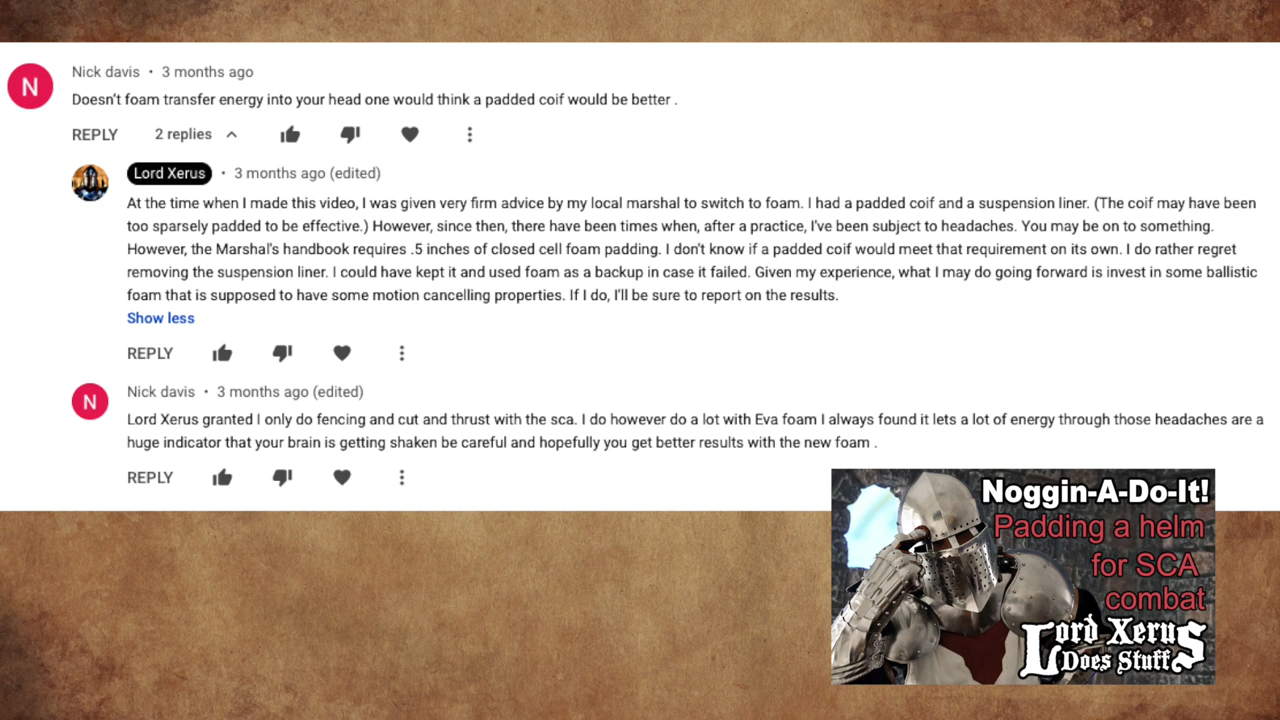 N
Nick davis • 3 months ago
Doesn't foam transfer energy into your head one would think a padded coif would be better .
REPLY 2 replies
Lord Xerus • 3 months ago (edited)
At the time when I made this video, I was given very firm advice by my local marshal to switch to foam. I had a padded coif and a suspension liner. (The coif may have been
too sparsely padded to be effective.) However, since then, there have been times when, after a practice, I've been subject to headaches. You may be on to something.
However, the Marshal's handbook requires .5 inches of closed cell foam padding. I don't know if a padded coif would meet that requirement on its own. I do rather regret
removing the suspension liner. I could have kept it and used foam as a backup in case it failed. Given my experience, what I may do going forward is invest in some ballistic
foam that is supposed to have some motion cancelling properties. If I do, I'll be sure to report on the results.
Show less
REPLY
N
Nick davis • 3 months ago (edited)
Lord Xerus granted I only do fencing and cut and thrust with the sca. I do however do a lot with Eva foam I always found it lets a lot of energy through those headaches are a
huge indicator that your brain is getting shaken be careful and hopefully you get better results with the new foam .
REPLY
Noggin-A-Do-It!
Padding a helm
for SCA
combat
Lord Xerus
Does Stuff